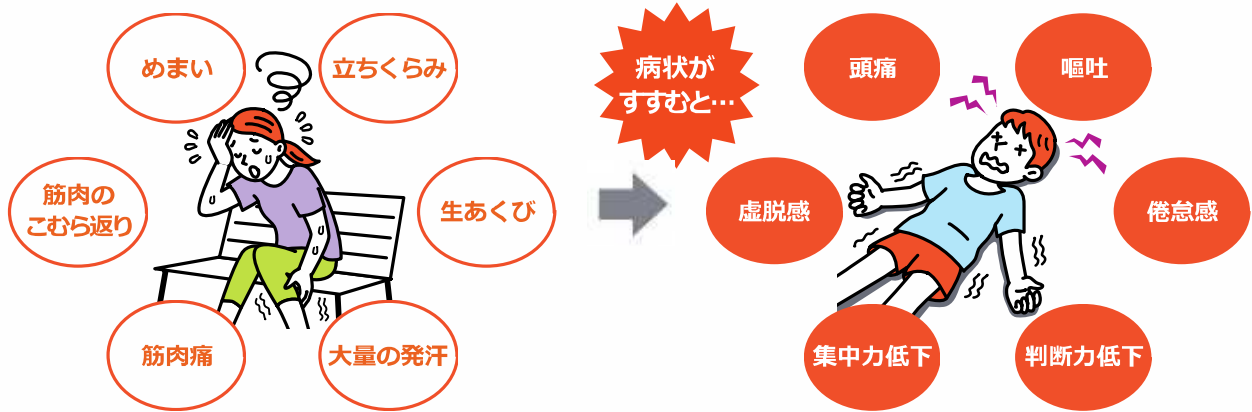 めまい
立ちくらみ
筋肉の
こむら返り
生あくび
筋肉痛
大量の発汗
病状が
すすむと…
頭痛
嘔吐
虚脱感
倦怠感
集中力低下
判断力低下